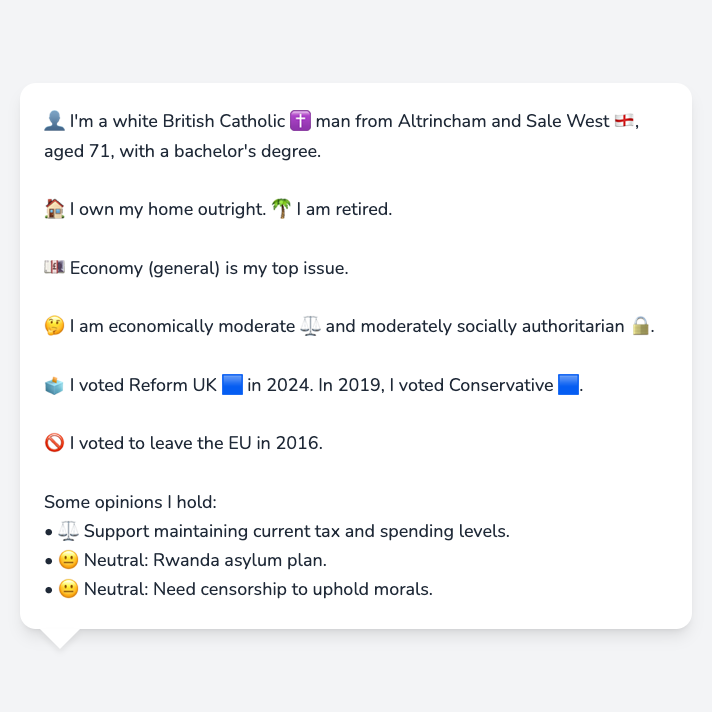 👤 I'm a white British Catholic ✝️ man from Altrincham and Sale West 🏴󠁧󠁢󠁥󠁮󠁧󠁿,
aged 71, with a bachelor's degree.
🏠 I own my home outright. 🌴 I am retired.
💷 Economy (general) is my top issue.
🤔 I am economically moderate ⚖️ and moderately socially authoritarian 🔒.
🗳️ I voted Reform UK 🟦 in 2024. In 2019, I voted Conservative 🟦.
🚫 I voted to leave the EU in 2016.
Some opinions I hold:
• ⚖️ Support maintaining current tax and spending levels.
• 😐 Neutral: Rwanda asylum plan.
• 😐 Neutral: Need censorship to uphold morals.